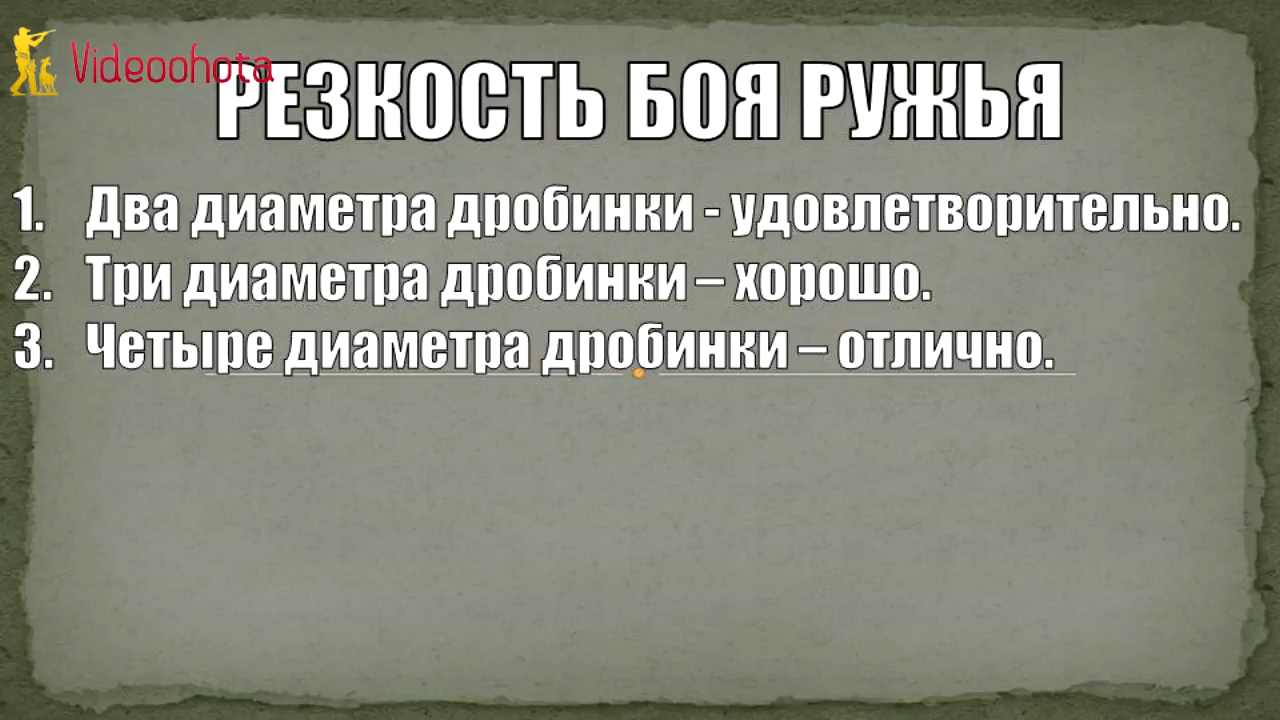 Videoohota
РЕЗКОСТЬ БОЯ РУЖЬЯ
1. Два диаметра дробинки - удовлетворительно.
2. Три диаметра дробинки – хорошо.
3. Четыре диаметра дробинки – отлично.